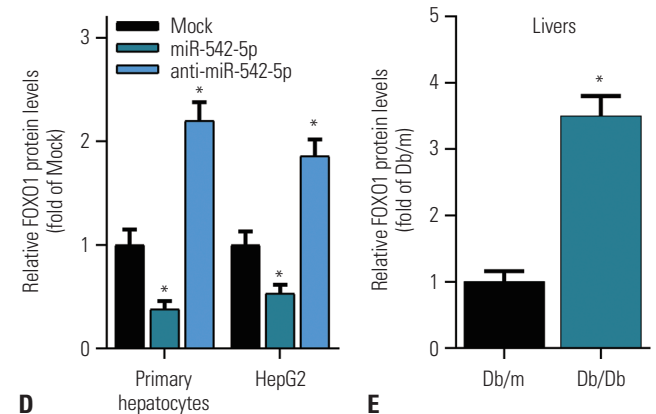 Mock
miR-542-5p
anti-miR-542-5p
Relative FOXO1 protein levels
(fold of Mock)
3
2
1
0
*
*
*
*
Primary
hepatocytes
HepG2
D
Livers
Relative FOXO1 protein levels
(fold of Db/m)
5
4
3
2
1
0
*
Db/m
Db/Db
E